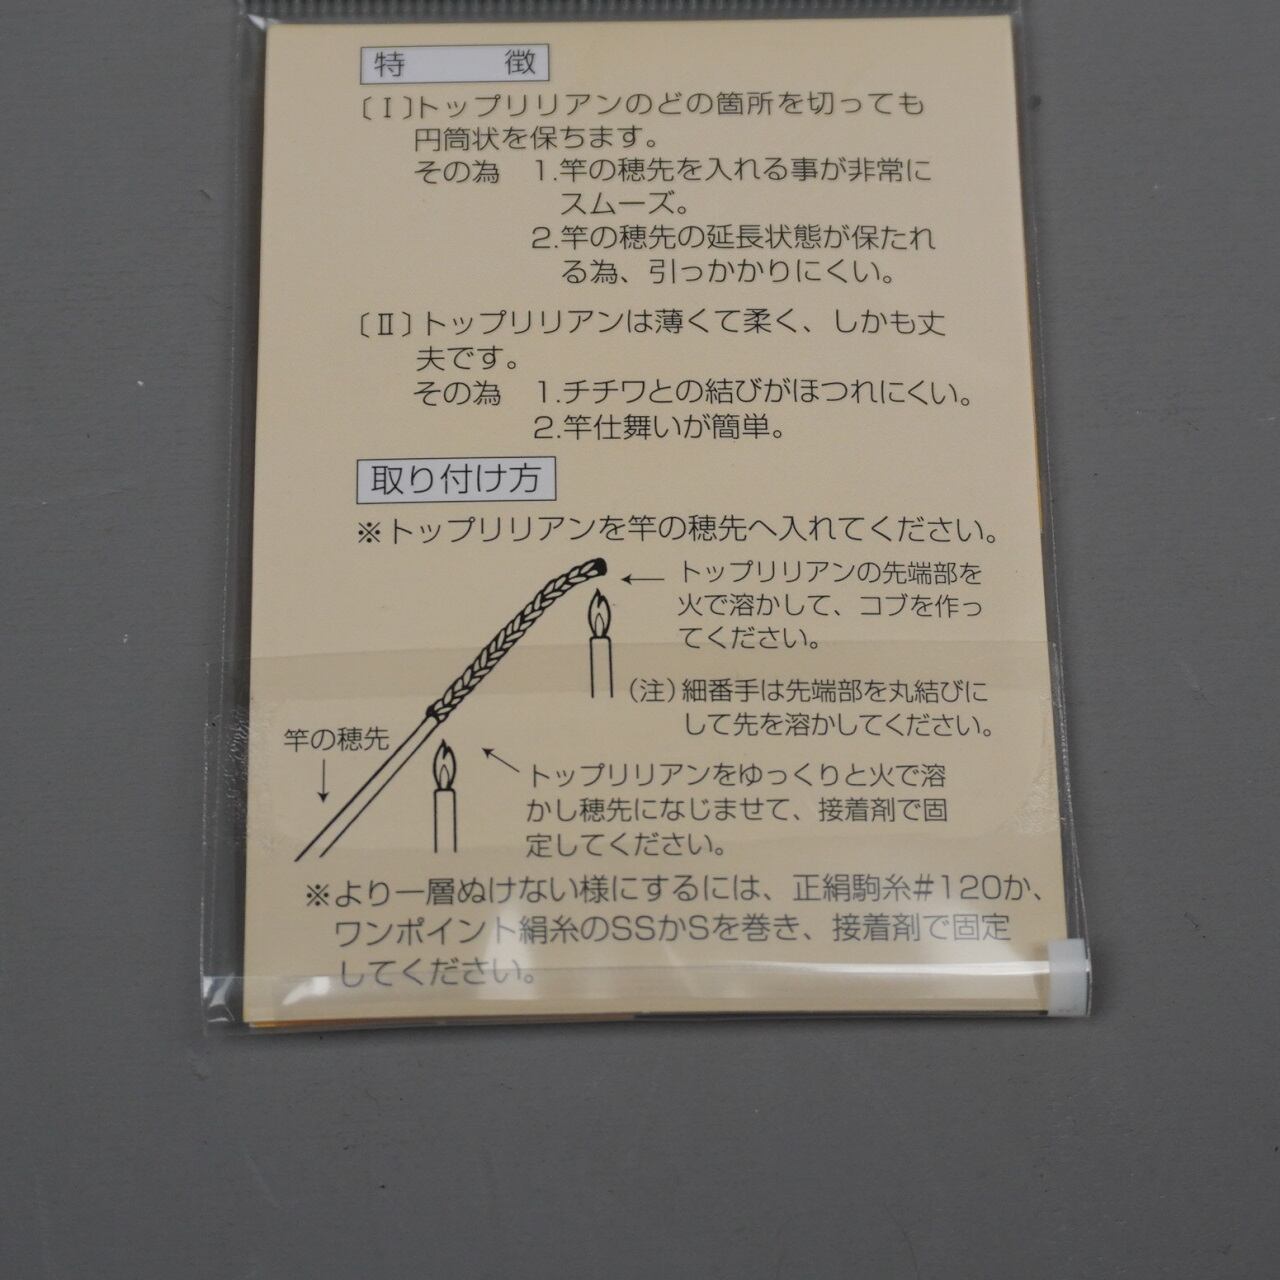 特　　　徴
〔Ⅰ〕トップリリアンのどの箇所を切っても
円筒状を保ちます。
その為　1.竿の穂先を入れる事が非常に
スムーズ。
2.竿の穂先の延長状態が保たれ
る為、引っかかりにくい。
〔Ⅱ〕トップリリアンは薄くて柔く、しかも丈
夫です。
その為　1.チチワとの結びがほつれにくい。
2.竿仕舞いが簡単。
取り付け方
※トップリリアンを竿の穂先へ入れてください。
トップリリアンの先端部を
火で溶かして、コブを作っ
てください。
（注）細番手は先端部を丸結びに
して先を溶かしてください。
竿の穂先
トップリリアンをゆっくりと火で溶
かし穂先になじませて、接着剤で固
定してください。
※より一層ぬけない様にするには、正絹駒糸#120か、
ワンポイント絹糸のSSかSを巻き、接着剤で固定
してください。